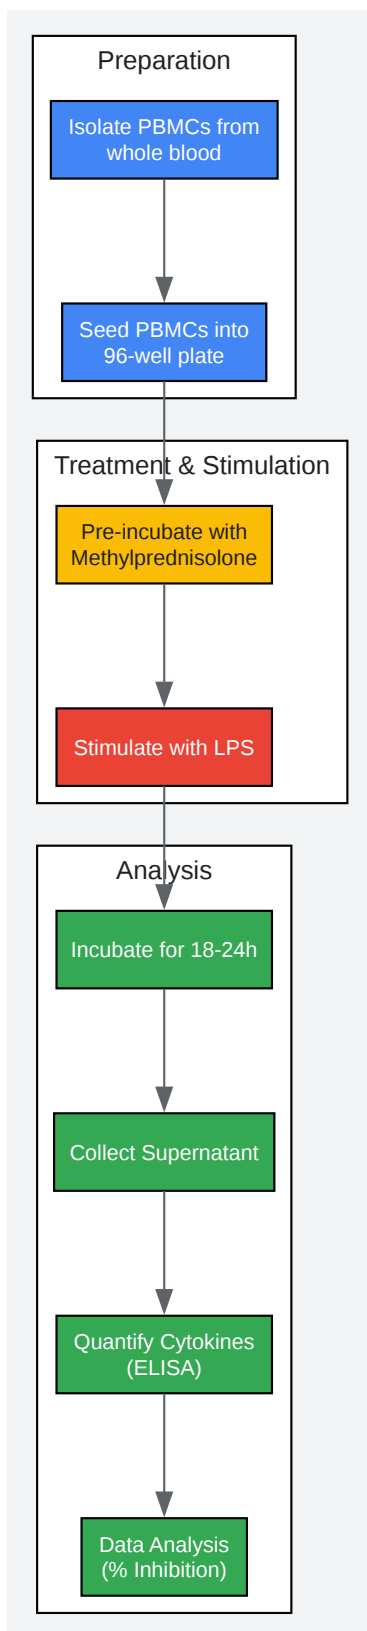 Preparation
Isolate PBMCs from
whole blood
Seed PBMCs into
96-well plate
Treatment & Stimulation
Pre-incubate with
Methylprednisolone
Stimulate with LPS
Analysis
Incubate for 18-24h
Collect Supernatant
Quantify Cytokines
(ELISA)
Data Analysis
(% Inhibition)